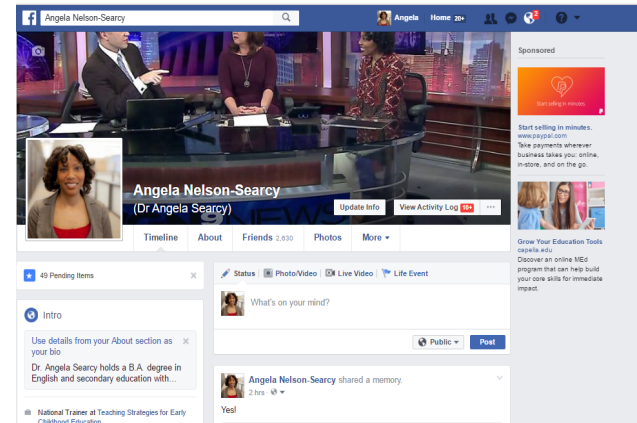 f Angela Nelson-Searcy Angela Home 20+ 2
Sponsored
Start selling in minutes
Start selling in minutes.
www.paypal.com
Take payments wherever
business takes you: online,
in-store, and on the go.
Angela Nelson-Searcy
(Dr Angela Searcy)
Update Info View Activity Log 10+ ...
NEWS
Timeline About Friends 2,830 Photos More
Grow Your Education Tools
capella.edu
Discover an online MEd
program that can help build
your core skills for immediate
impact.
49 Pending Items
Status Photo/Video Live Video Life Event
What's on your mind?
Public Post
Intro
Use details from your About section as
your bio
Dr. Angela Searcy holds a B.A. degree in
English and secondary education with...
National Trainer at Teaching Strategies for Early
Childhood Education
Angela Nelson-Searcy shared a memory.
2 hrs
Yes!